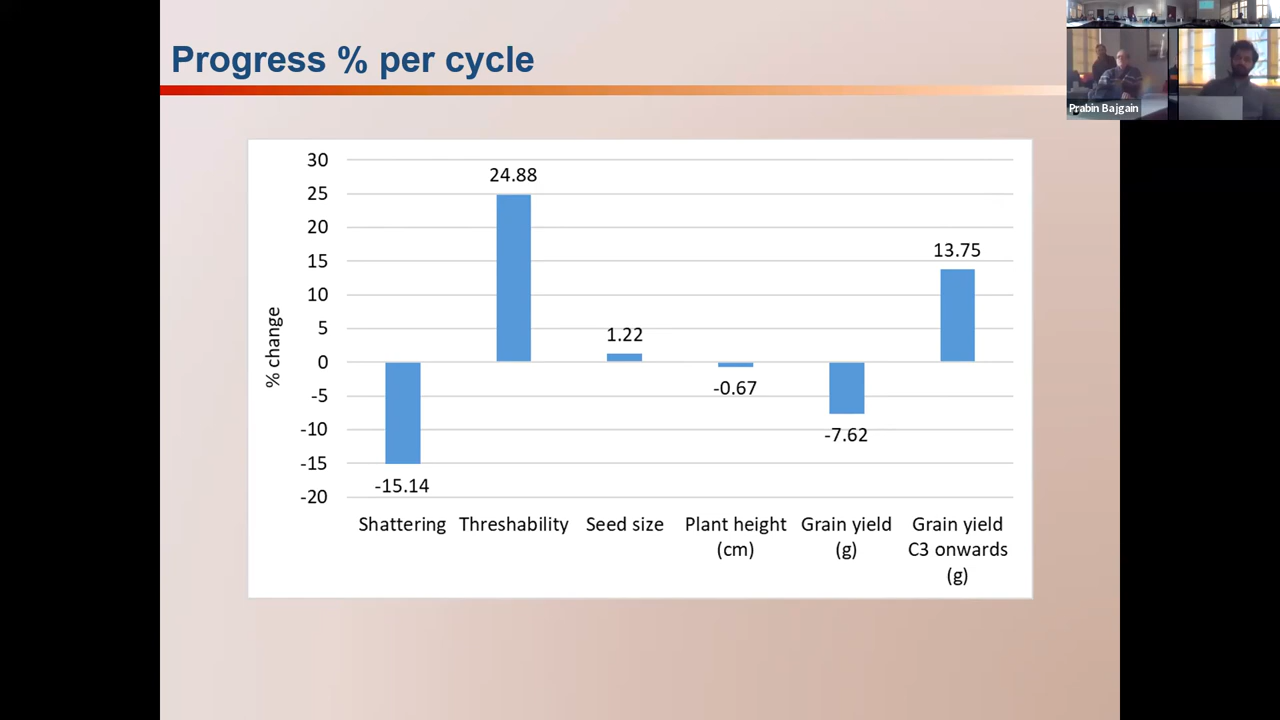 Progress % per cycle
Prabin Bajgain
% change
30
25
20
15
10
5
0
-5
-10
-15
-20
-15.14
24.88
1.22
-0.67
-7.62
13.75
Shattering
Threshability
Seed size
Plant height
(cm)
Grain yield
(g)
Grain yield
C3 onwards
(g)